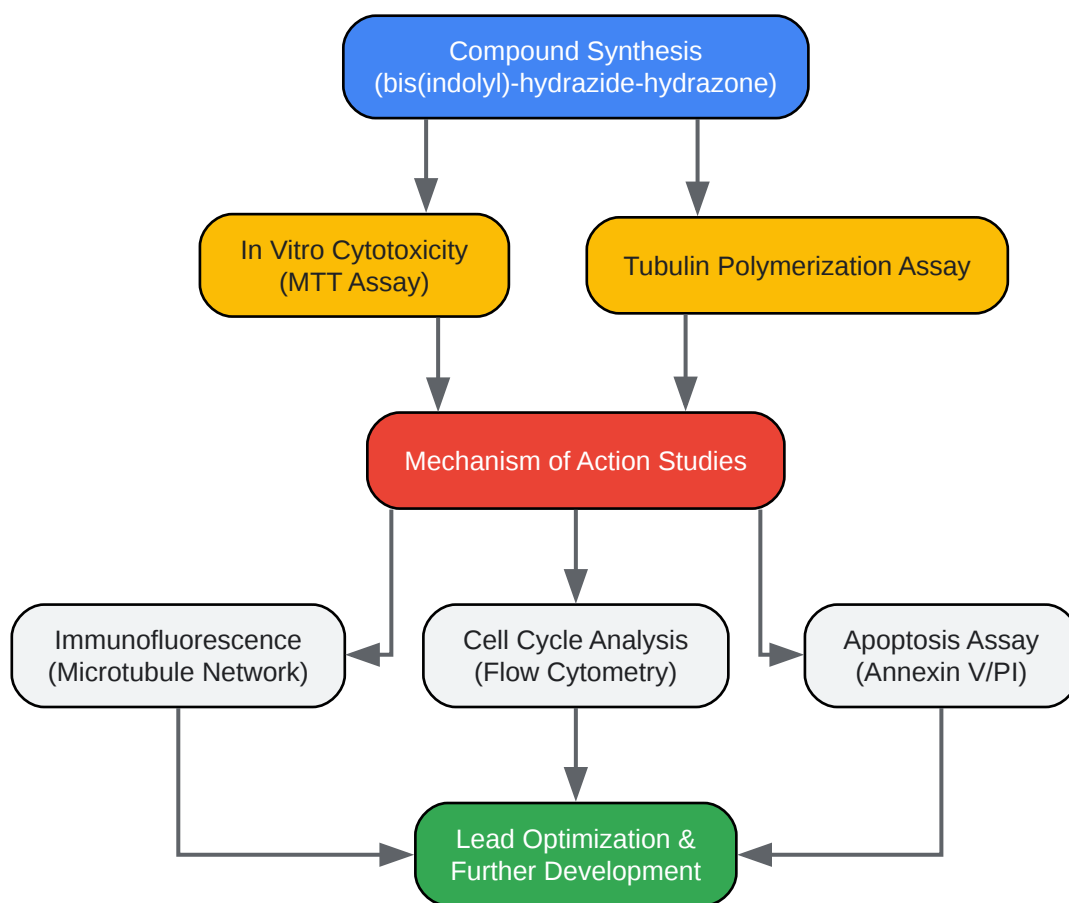 Compound Synthesis
(bis(indolyl)-hydrazide-hydrazone)
In Vitro Cytotoxicity
(MTT Assay)
Tubulin Polymerization Assay
Mechanism of Action Studies
Immunofluorescence
(Microtubule Network)
Cell Cycle Analysis
(Flow Cytometry)
Apoptosis Assay
(Annexin V/PI)
Lead Optimization &
Further Development